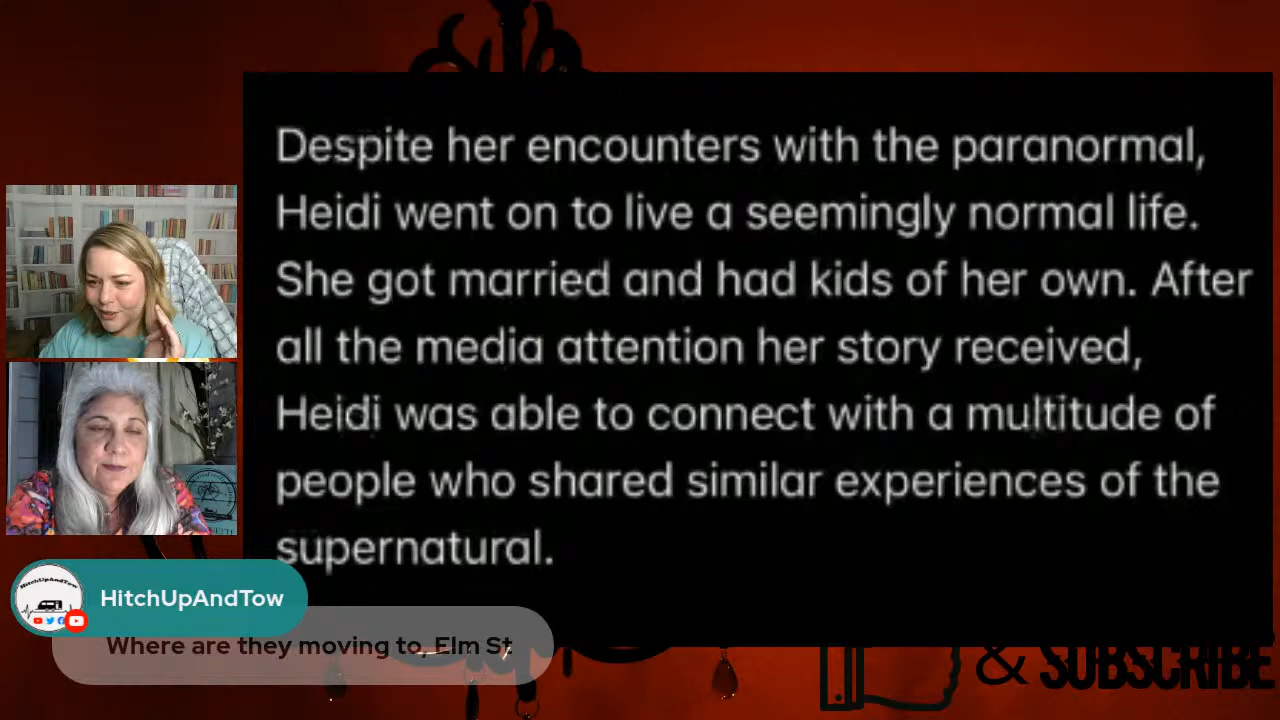 Despite her encounters with the paranormal,
Heidi went on to live a seemingly normal life.
She got married and had kids of her own. After
all the media attention her story received,
Heidi was able to connect with a multitude of
people who shared similar experiences of the
supernatural.
HitchUpAndTow
HitchUpAndTow
Where are they moving to, Elm St
& SUBSCRIBE